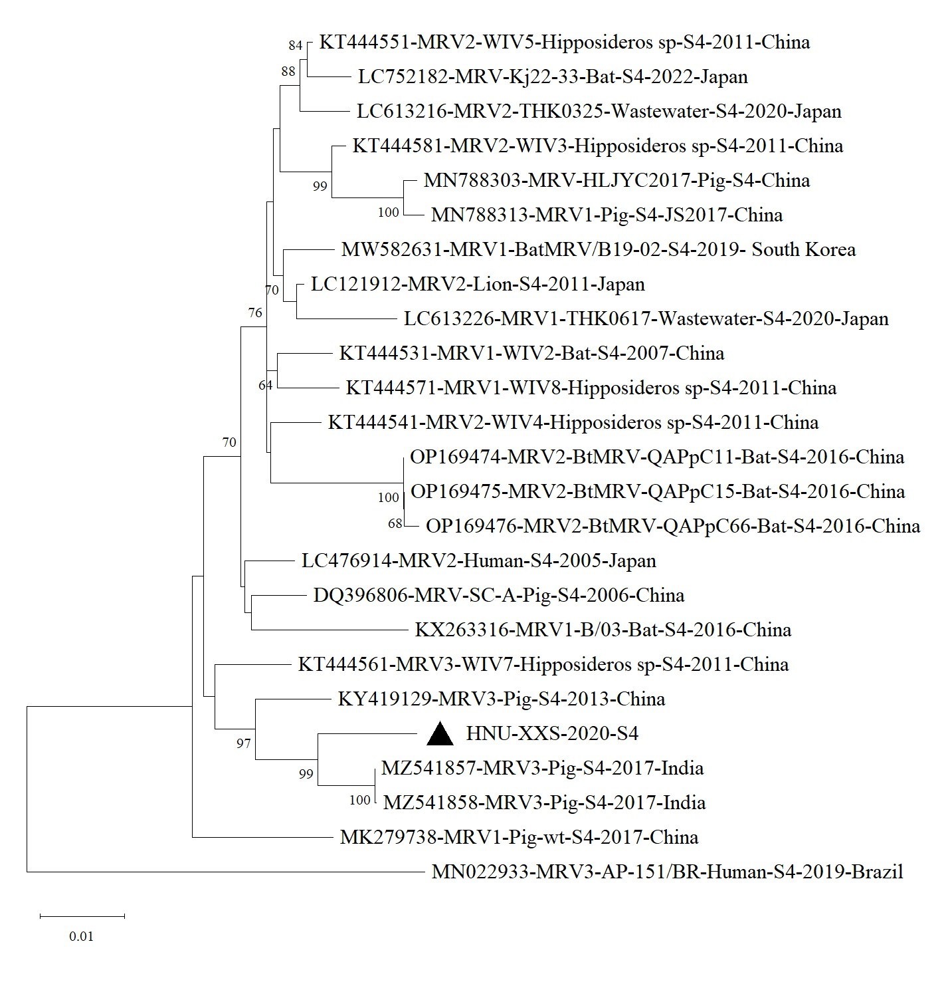 84
KT444551-MRV2-WIV5-Hipposideros sp-S4-2011-China
88
LC752182-MRV-Kj22-33-Bat-S4-2022-Japan
LC613216-MRV2-THK0325-Wastewater-S4-2020-Japan
KT444581-MRV2-WIV3-Hipposideros sp-S4-2011-China
99
MN788303-MRV-HLJYC2017-Pig-S4-China
100
MN788313-MRV1-Pig-S4-JS2017-China
MW582631-MRV1-BatMRV/B19-02-S4-2019- South Korea
70
LC121912-MRV2-Lion-S4-2011-Japan
76
LC613226-MRV1-THK0617-Wastewater-S4-2020-Japan
KT444531-MRV1-WIV2-Bat-S4-2007-China
64
KT444571-MRV1-WIV8-Hipposideros sp-S4-2011-China
KT444541-MRV2-WIV4-Hipposideros sp-S4-2011-China
70
OP169474-MRV2-BtMRV-QAPpC11-Bat-S4-2016-China
100
OP169475-MRV2-BtMRV-QAPpC15-Bat-S4-2016-China
68
OP169476-MRV2-BtMRV-QAPpC66-Bat-S4-2016-China
LC476914-MRV2-Human-S4-2005-Japan
DQ396806-MRV-SC-A-Pig-S4-2006-China
KX263316-MRV1-B/03-Bat-S4-2016-China
KT444561-MRV3-WIV7-Hipposideros sp-S4-2011-China
KY419129-MRV3-Pig-S4-2013-China
97
HNU-XXS-2020-S4
99
MZ541857-MRV3-Pig-S4-2017-India
100
MZ541858-MRV3-Pig-S4-2017-India
MK279738-MRV1-Pig-wt-S4-2017-China
MN022933-MRV3-AP-151/BR-Human-S4-2019-Brazil
0.01